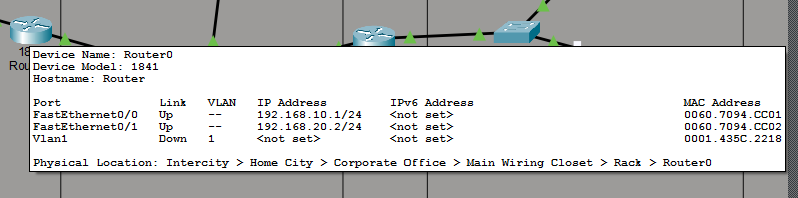 18
Rou
Device Name: Router0
Device Model: 1841
Hostname: Router
Port Link VLAN IP Address IPv6 Address MAC Address
FastEthernet0/0 Up -- 192.168.10.1/24 <not set> 0060.7094.CC01
FastEthernet0/1 Up -- 192.168.20.2/24 <not set> 0060.7094.CC02
Vlan1 Down 1 <not set> <not set> 0001.435C.2218
Physical Location: Intercity > Home City > Corporate Office > Main Wiring Closet > Rack > Router0